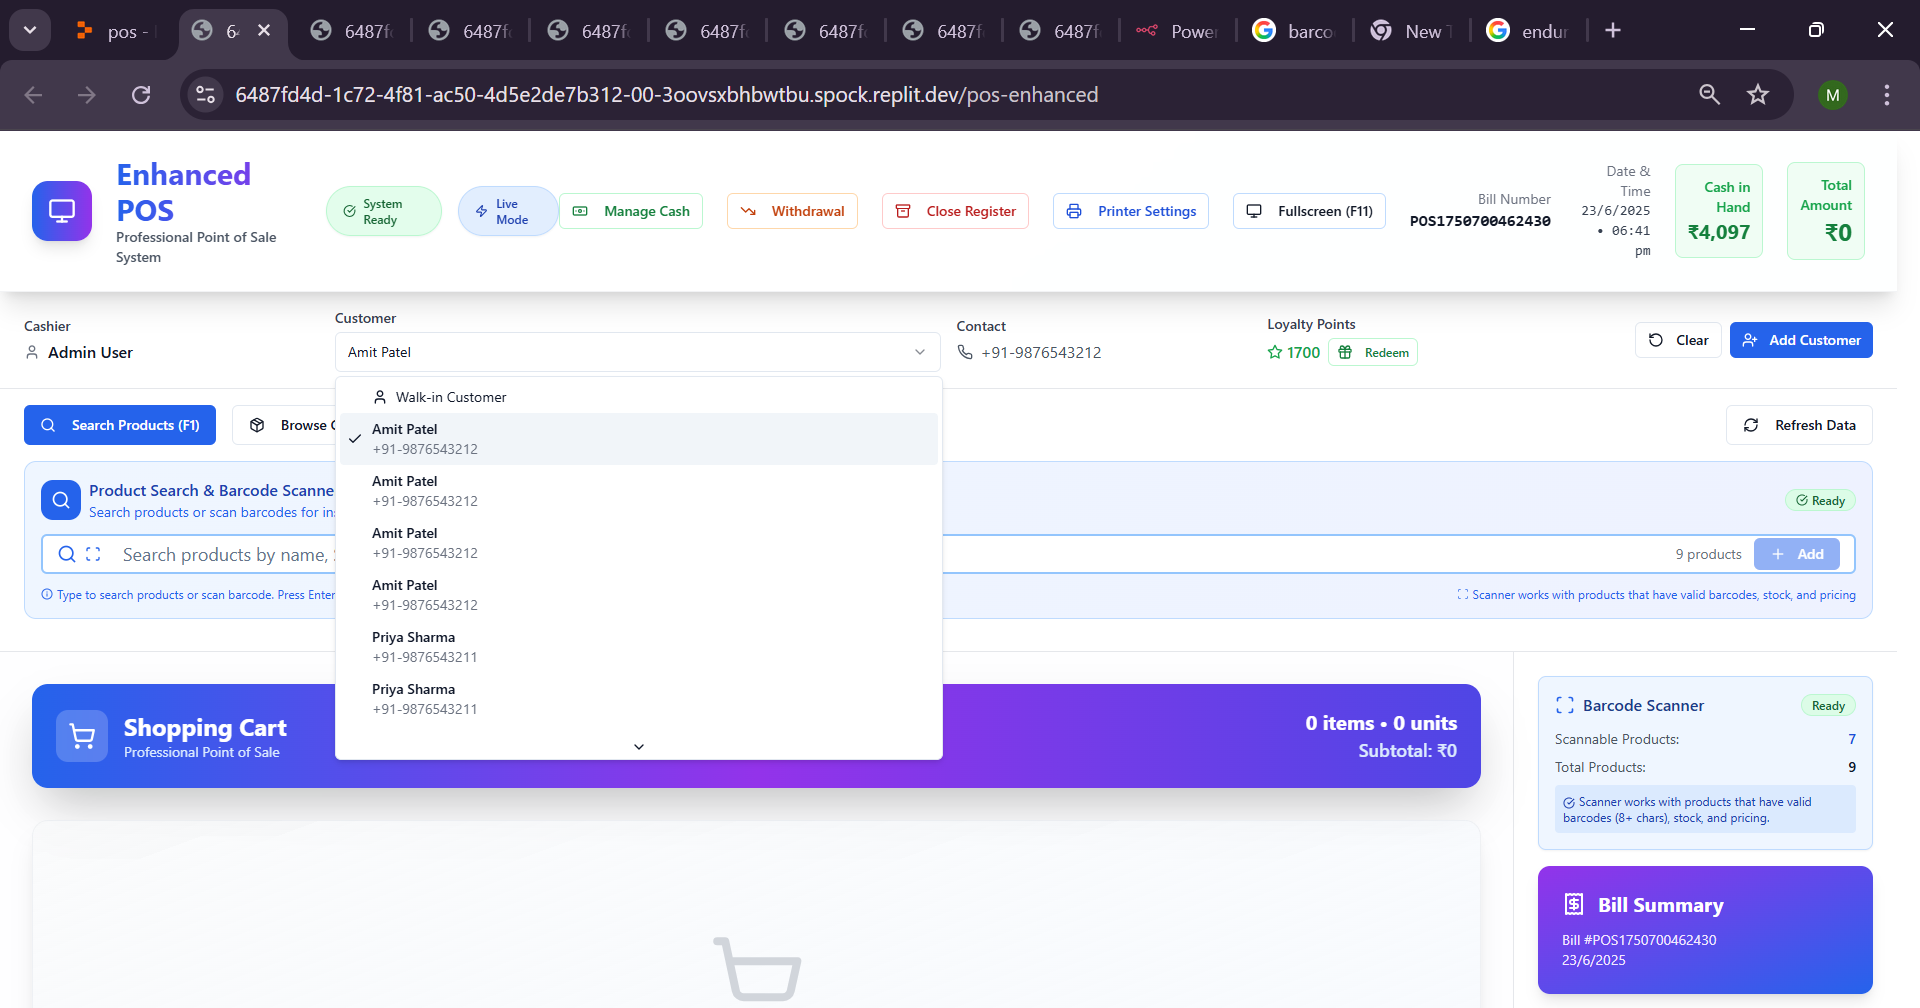 pos -
6
6487f
6487f
6487f
6487f
6487f
6487f
6487f
Power
barco
New
endur
6487fd4d-1c72-4f81-ac50-4d5e2de7b312-00-3oovsxbhbwtbu.spock.replit.dev/pos-enhanced
M
Enhanced
POS
Professional Point of Sale
System
System
Ready
Live
Mode
Manage Cash
Withdrawal
Close Register
Printer Settings
Fullscreen (F11)
Bill Number
POS1750700462430
Date &
Time
23/6/2025
• 06:41
pm
Cash in
Hand
₹4,097
Total
Amount
₹0
Cashier
Admin User
Customer
Amit Patel
Contact
+91-9876543212
Loyalty Points
1700
Redeem
Clear
Add Customer
Walk-in Customer
Amit Patel
+91-9876543212
Amit Patel
+91-9876543212
Amit Patel
+91-9876543212
Amit Patel
+91-9876543212
Priya Sharma
+91-9876543211
Priya Sharma
+91-9876543211
Search Products (F1)
Browse
Refresh Data
Product Search & Barcode Scanne
Search products or scan barcodes for in
Ready
Search products by name,
9 products
Add
Type to search products or scan barcode. Press Enter
Scanner works with products that have valid barcodes, stock, and pricing
Shopping Cart
Professional Point of Sale
0 items • 0 units
Subtotal: ₹0
Barcode Scanner
Ready
Scannable Products:
7
Total Products:
9
Scanner works with products that have valid
barcodes (8+ chars), stock, and pricing.
Bill Summary
Bill #POS1750700462430
23/6/2025